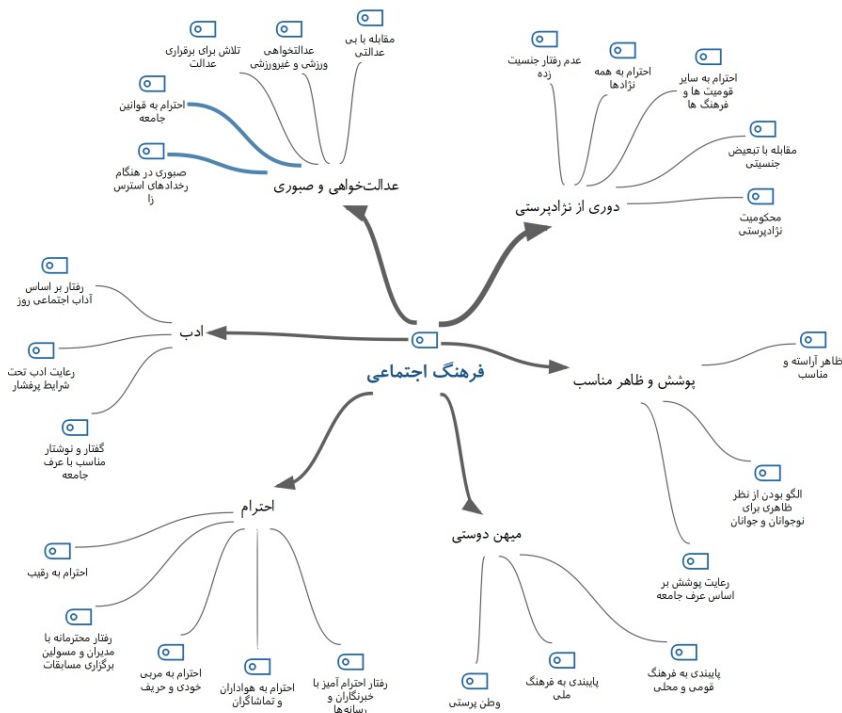 مقابله با بی
عدالتی
عدالتخواهی
ورزشی و غیرورزشی
تلاش برای برقراری
عدالت
احترام به قوانین
جامعه
صبوری در هنگام
رخدادهای استرس
زا
عدالت‌خواهی و صبوری
عدم رفتار جنسیت
زده
احترام به همه
نژادها
احترام به سایر
قومیت ها و
فرهنگ ها
مقابله با تبعیض
جنسیتی
محکومیت
نژادپرستی
دوری از نژادپرستی
رفتار بر اساس
آداب اجتماعی روز
رعایت ادب تحت
شرایط پرفشار
گفتار و نوشتار
مناسب با عرف
جامعه
ادب
فرهنگ اجتماعی
پوشش و ظاهر مناسب
ظاهر آراسته و
مناسب
الگو بودن از نظر
ظاهری برای
نوجوانان و جوانان
رعایت پوشش بر
اساس عرف جامعه
احترام
احترام به رقیب
رفتار محترمانه با
مدیران و مسولین
برگزاری مسابقات
احترام به مربی
خودی و حریف
احترام به هواداران
و تماشاگران
رفتار احترام آمیز با
خبرنگاران و
رسانه‌ها
میهن دوستی
وطن پرستی
پایبندی به فرهنگ
ملی
پایبندی به فرهنگ
قومی و محلی